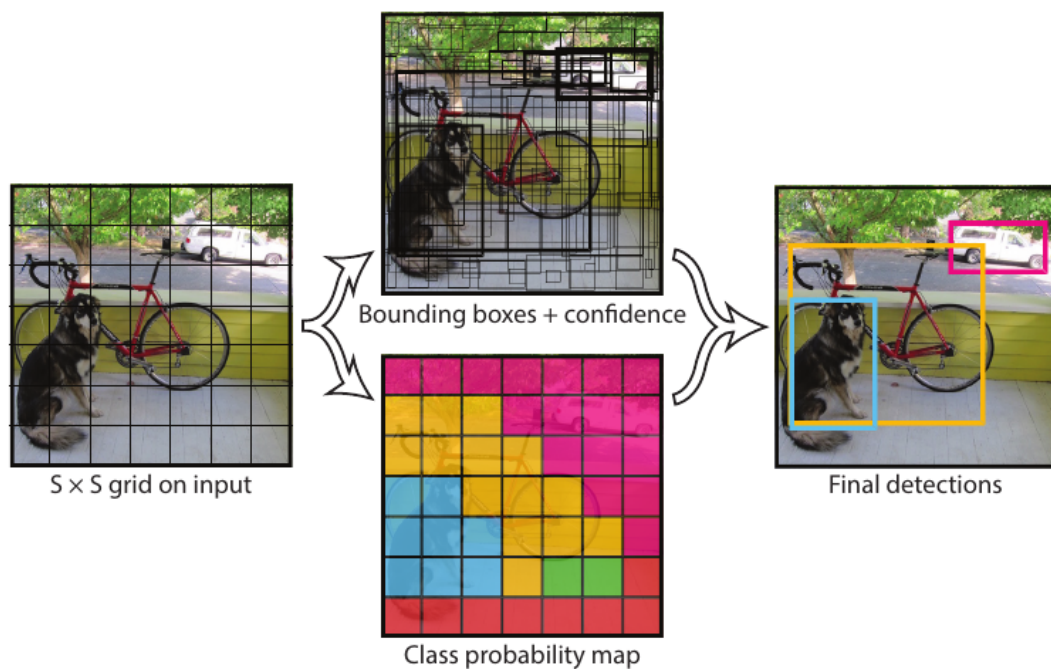 Bounding boxes + confidence
S × S grid on input
Final detections
Class probability map